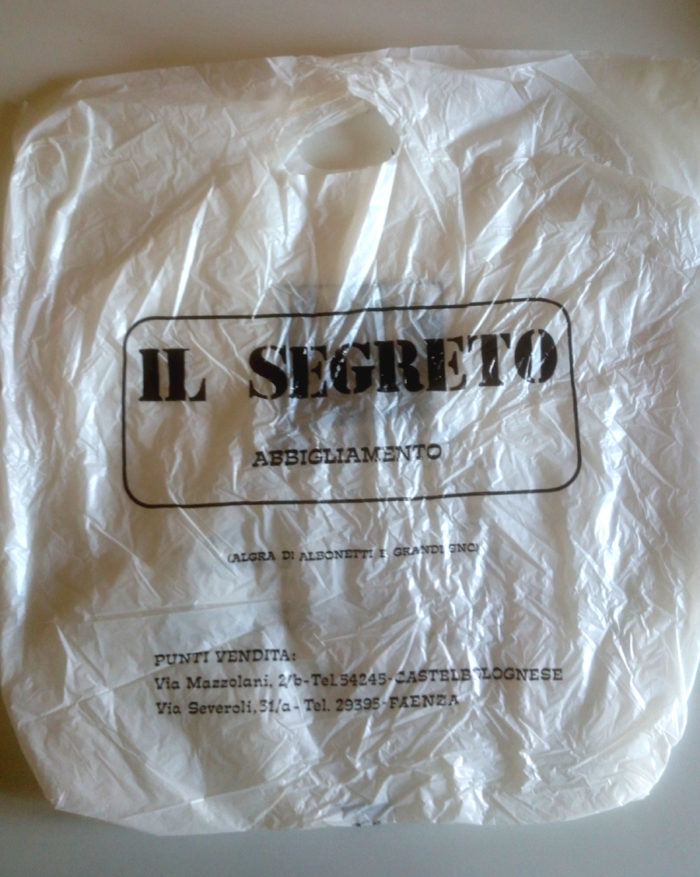 IL SEGRETO
ABBIGLIAMENTO
(ALGRA DI ALBONETTI E GRANDI GNC)
PUNTI VENDITA:
Via Mazzolani, 2/b - Tel. 54245 - CASTELBOLOGNESE
Via Severoli, 31/a - Tel. 29395 - FAENZA